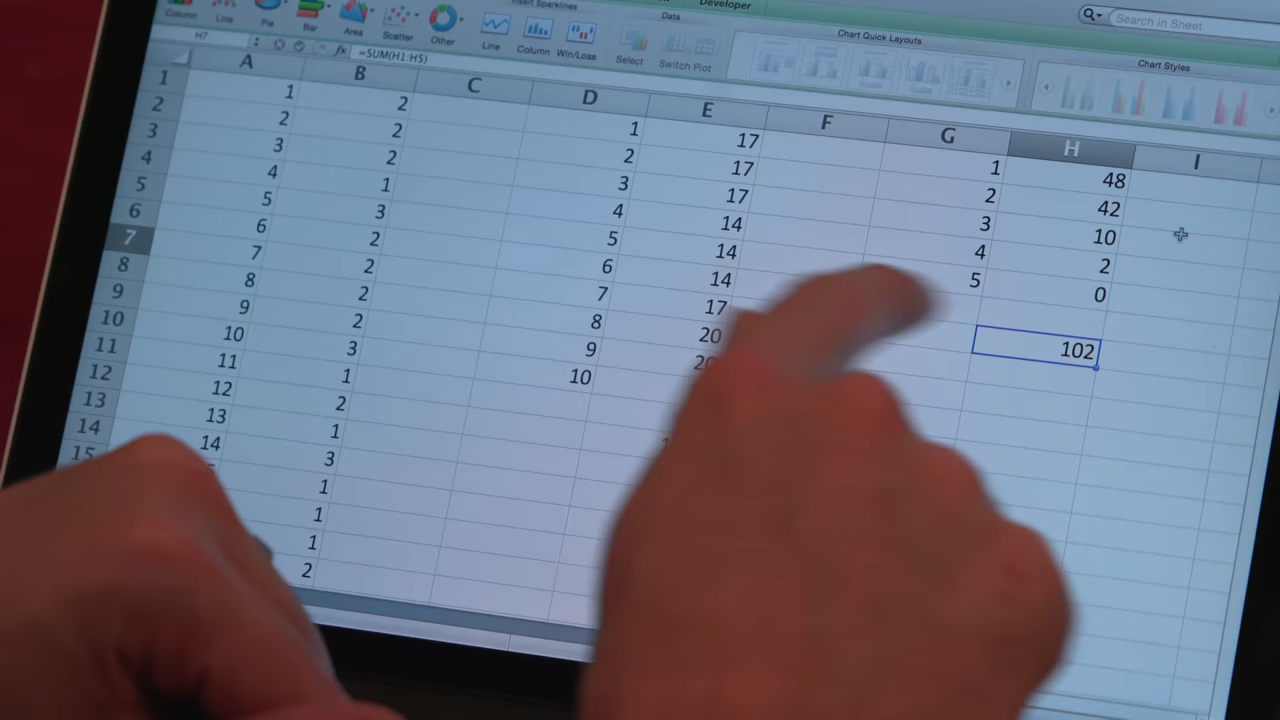 Developer
Search in Sheet
Insert Sparklines
Data
Chart Quick Layouts
Chart Styles
Column Line Pie Bar Area Scatter Other Line Column Win/Loss Select Switch Plot
H7 fx =SUM(H1:H5)
A B C D E F G H I
1 1 2 1 17 1 48
2 2 2 2 17 2 42
3 3 2 3 17 3 10
4 4 1 4 14 4 2
5 5 3 5 14 5 0
6 6 2 6 14
7 7 2 7 17 102
8 8 2 8 20
9 9 2 9
10 10 3 10
11 11 1
12 12 2
13 13 1
14 14 3
15 1
1
1
2